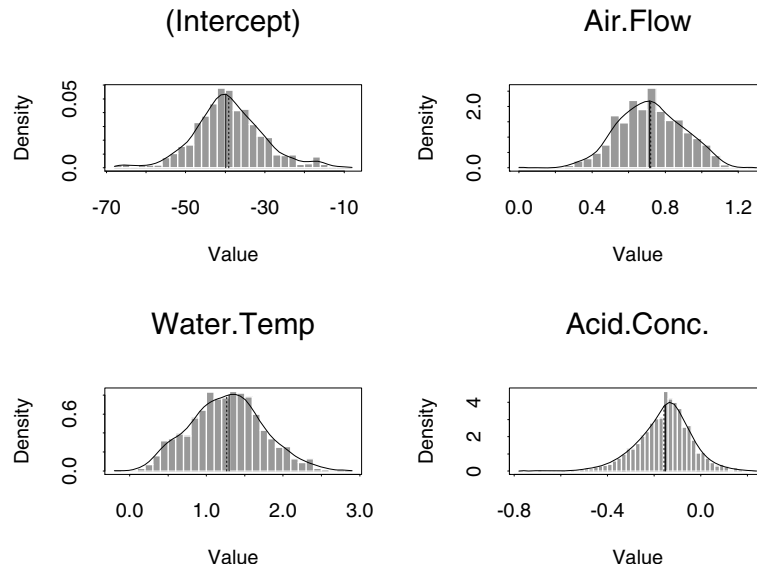 (Intercept)
Density
0.0
0.05
-70
-50
-30
-10
Value
Air.Flow
Density
0.0
2.0
0.0
0.4
0.8
1.2
Value
Water.Temp
Density
0.0
0.6
0.0
1.0
2.0
3.0
Value
Acid.Conc.
Density
0
2
4
-0.8
-0.4
0.0
Value